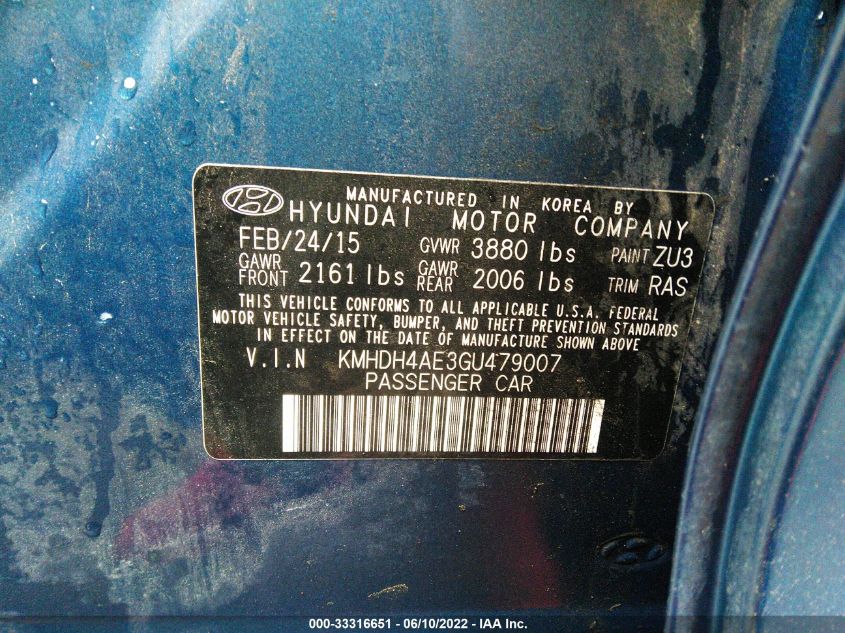 MANUFACTURED IN KOREA BY
HYUNDAI MOTOR COMPANY
FEB/24/15 GVWR 3880 lbs PAINT ZU3
GAWR FRONT 2161 lbs GAWR REAR 2006 lbs TRIM RAS
THIS VEHICLE CONFORMS TO ALL APPLICABLE U.S.A. FEDERAL
MOTOR VEHICLE SAFETY, BUMPER, AND THEFT PREVENTION STANDARDS
IN EFFECT ON THE DATE OF MANUFACTURE SHOWN ABOVE
V.I.N KMHDH4AE3GU479007
PASSENGER CAR
000-33316651 - 06/10/2022 - IAA Inc.